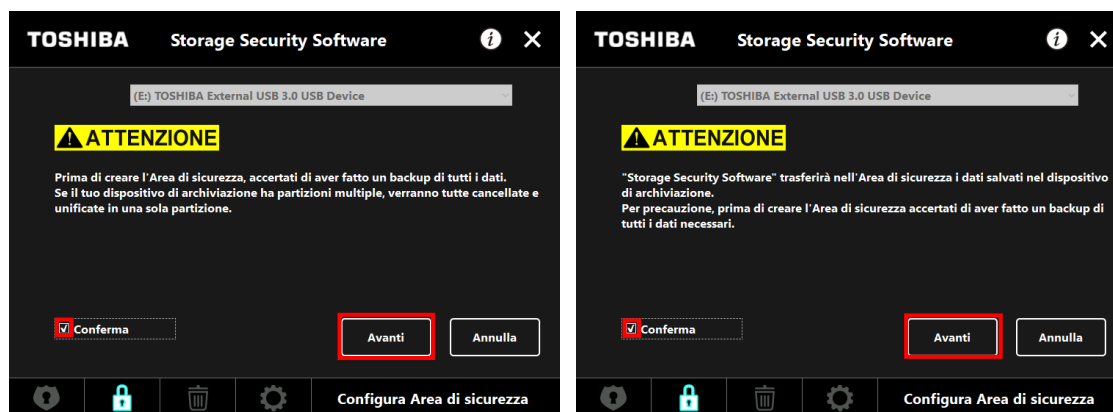 TOSHIBA Storage Security Software
(E:) TOSHIBA External USB 3.0 USB Device
ATTENZIONE
Prima di creare l'Area di sicurezza, accertati di aver fatto un backup di tutti i dati.
Se il tuo dispositivo di archiviazione ha partizioni multiple, verranno tutte cancellate e
unificate in una sola partizione.
Conferma
Avanti
Annulla
Configura Area di sicurezza
TOSHIBA Storage Security Software
(E:) TOSHIBA External USB 3.0 USB Device
ATTENZIONE
"Storage Security Software" trasferirà nell'Area di sicurezza i dati salvati nel dispositivo
di archiviazione.
Per precauzione, prima di creare l'Area di sicurezza accertati di aver fatto un backup di
tutti i dati necessari.
Conferma
Avanti
Annulla
Configura Area di sicurezza